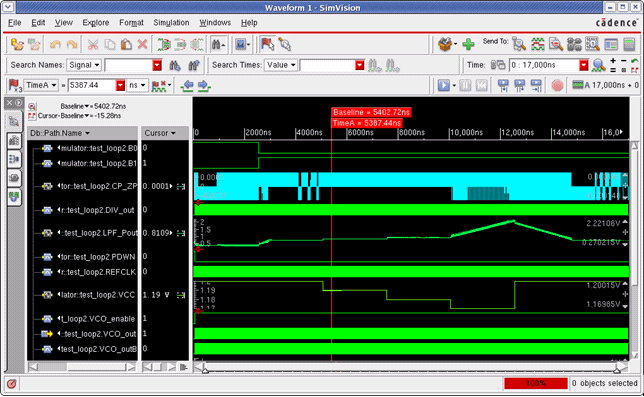 Waveform 1 - SimVision
File Edit View Explore Format Simulation Windows Help
cādence
Send To:
Search Names: Signal
Search Times: Value
Time: 0 : 17,000ns
TimeA = 5387.44 ns
A 17,000ns + 0
Baseline = 5402.72ns
Cursor-Baseline = -15.28ns
Baseline = 5402.72ns
TimeA = 5387.44ns
Db::Path.Name Cursor
0 2000ns 4000ns 6000ns 8000ns 10,000ns 12,000ns 14,000ns 16,0
mulator::test_loop2.B0 0
mulator::test_loop2.B1 1
tor::test_loop2.CP_ZP 0.0001
r::test_loop2.DIV_out 0
.::test_loop2.LPF_Pout 0.8109
2
1.5
0.5
2.22106V
0.270215V
tor::test_loop2.PDWN 0
r::test_loop2.REFCLK 0
lator::test_loop2.VCC 1.19 V
1.19
1.18
1.17
1.20015V
1.16985V
t_loop2.VCO_enable 1
.::test_loop2.VCO_out 1
test_loop2.VCO_outB 0
100%
0 objects selected